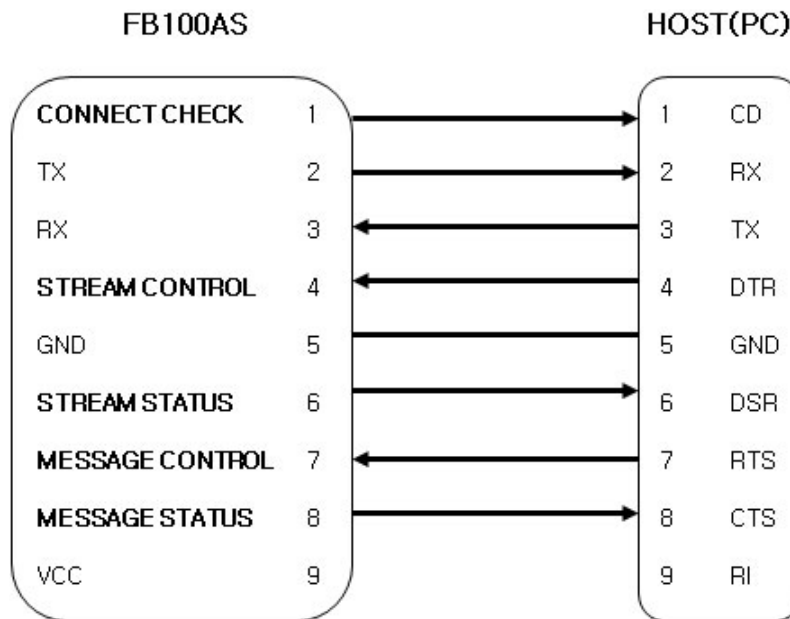 FB100AS HOST(PC)
CONNECT CHECK 1 1 CD
TX 2 2 RX
RX 3 3 TX
STREAM CONTROL 4 4 DTR
GND 5 5 GND
STREAM STATUS 6 6 DSR
MESSAGE CONTROL 7 7 RTS
MESSAGE STATUS 8 8 CTS
VCC 9 9 RI